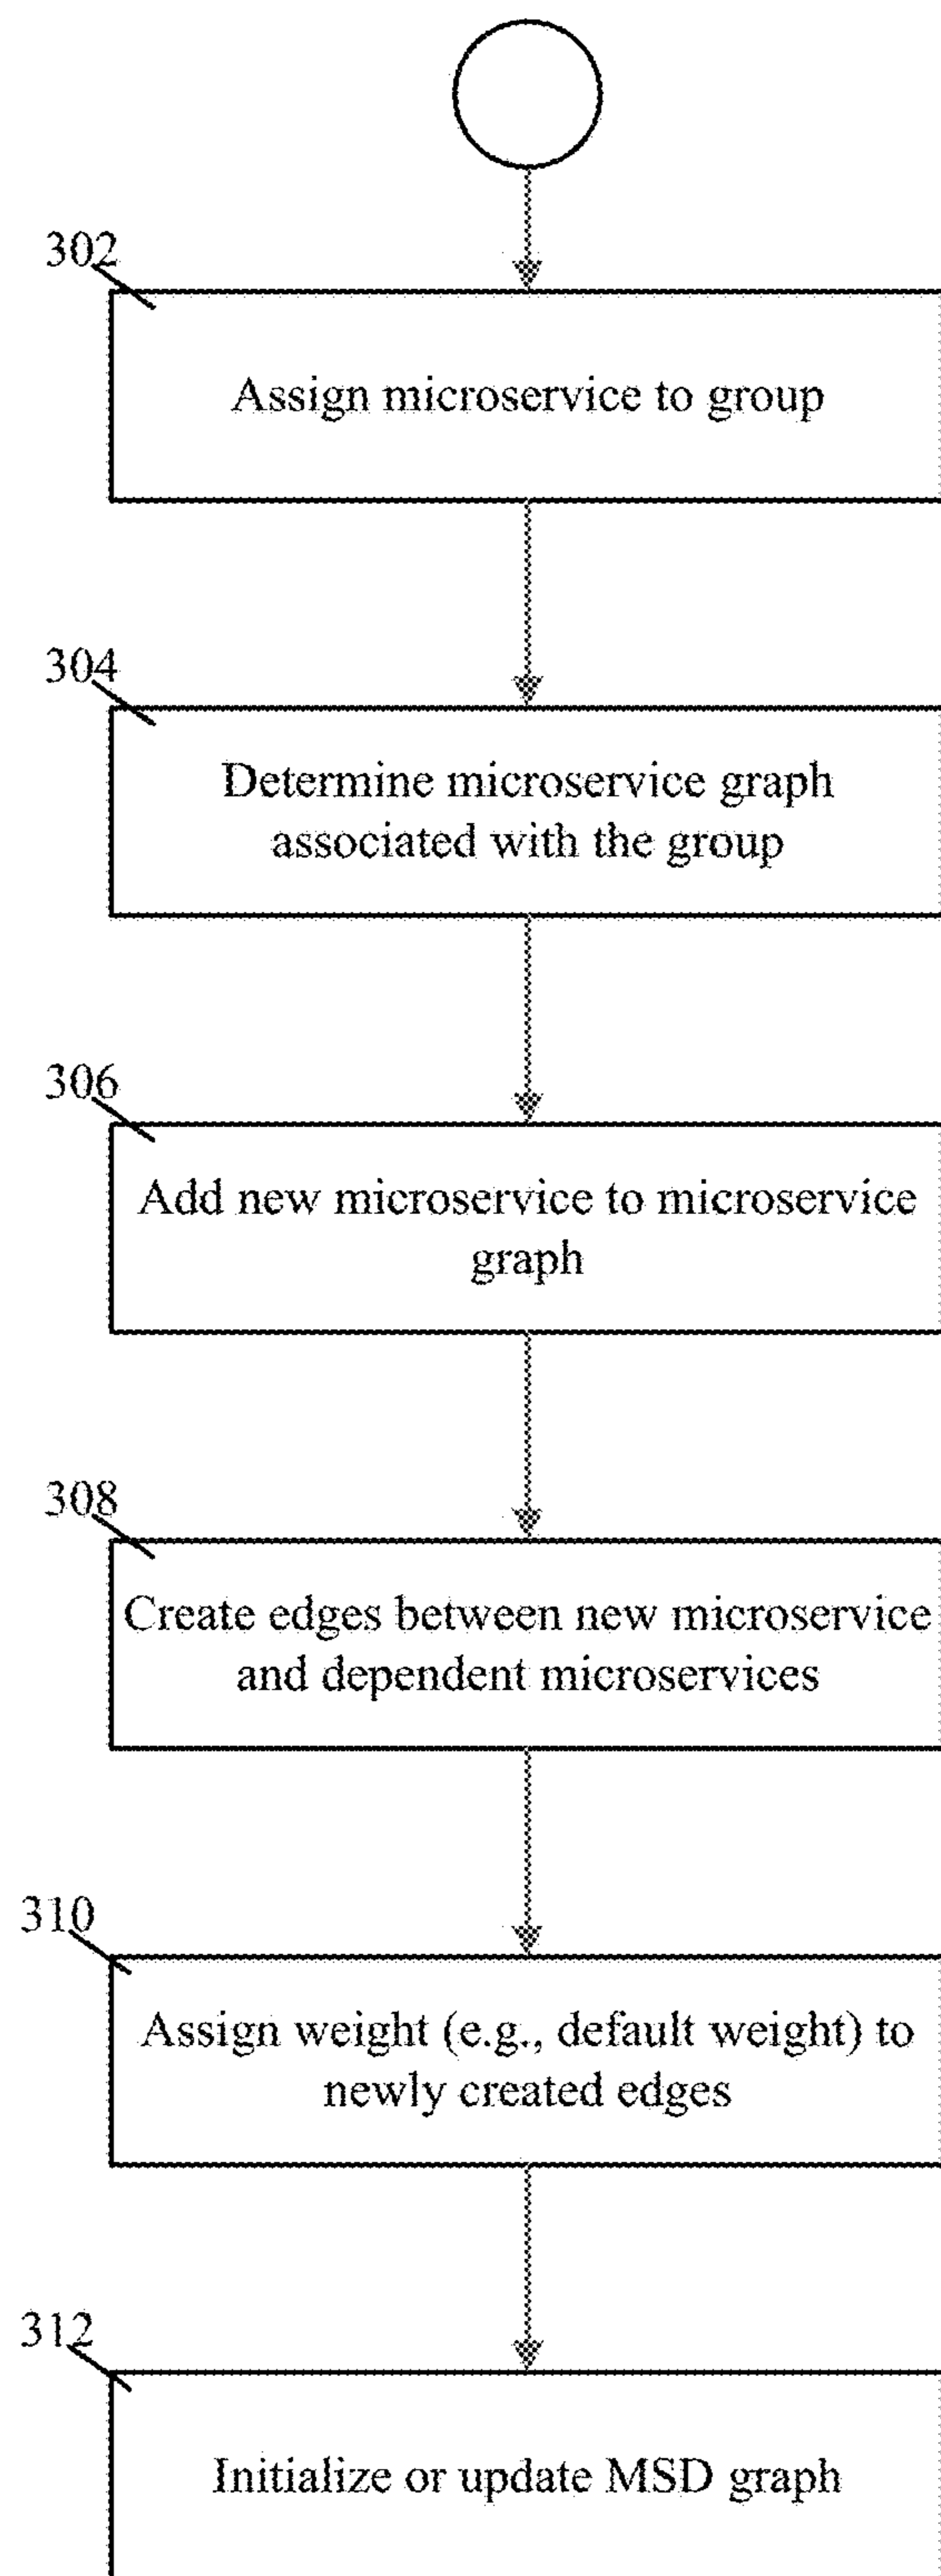 302
Assign microservice to group
304
Determine microservice graph
associated with the group
306
Add new microservice to microservice
graph
308
Create edges between new microservice
and dependent microservices
310
Assign weight (e.g., default weight) to
newly created edges
312
Initialize or update MSD graph